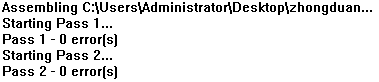 Assembling C:\Users\Administrator\Desktop\zhongduan...
Starting Pass 1...
Pass 1 - 0 error(s)
Starting Pass 2...
Pass 2 - 0 error(s)